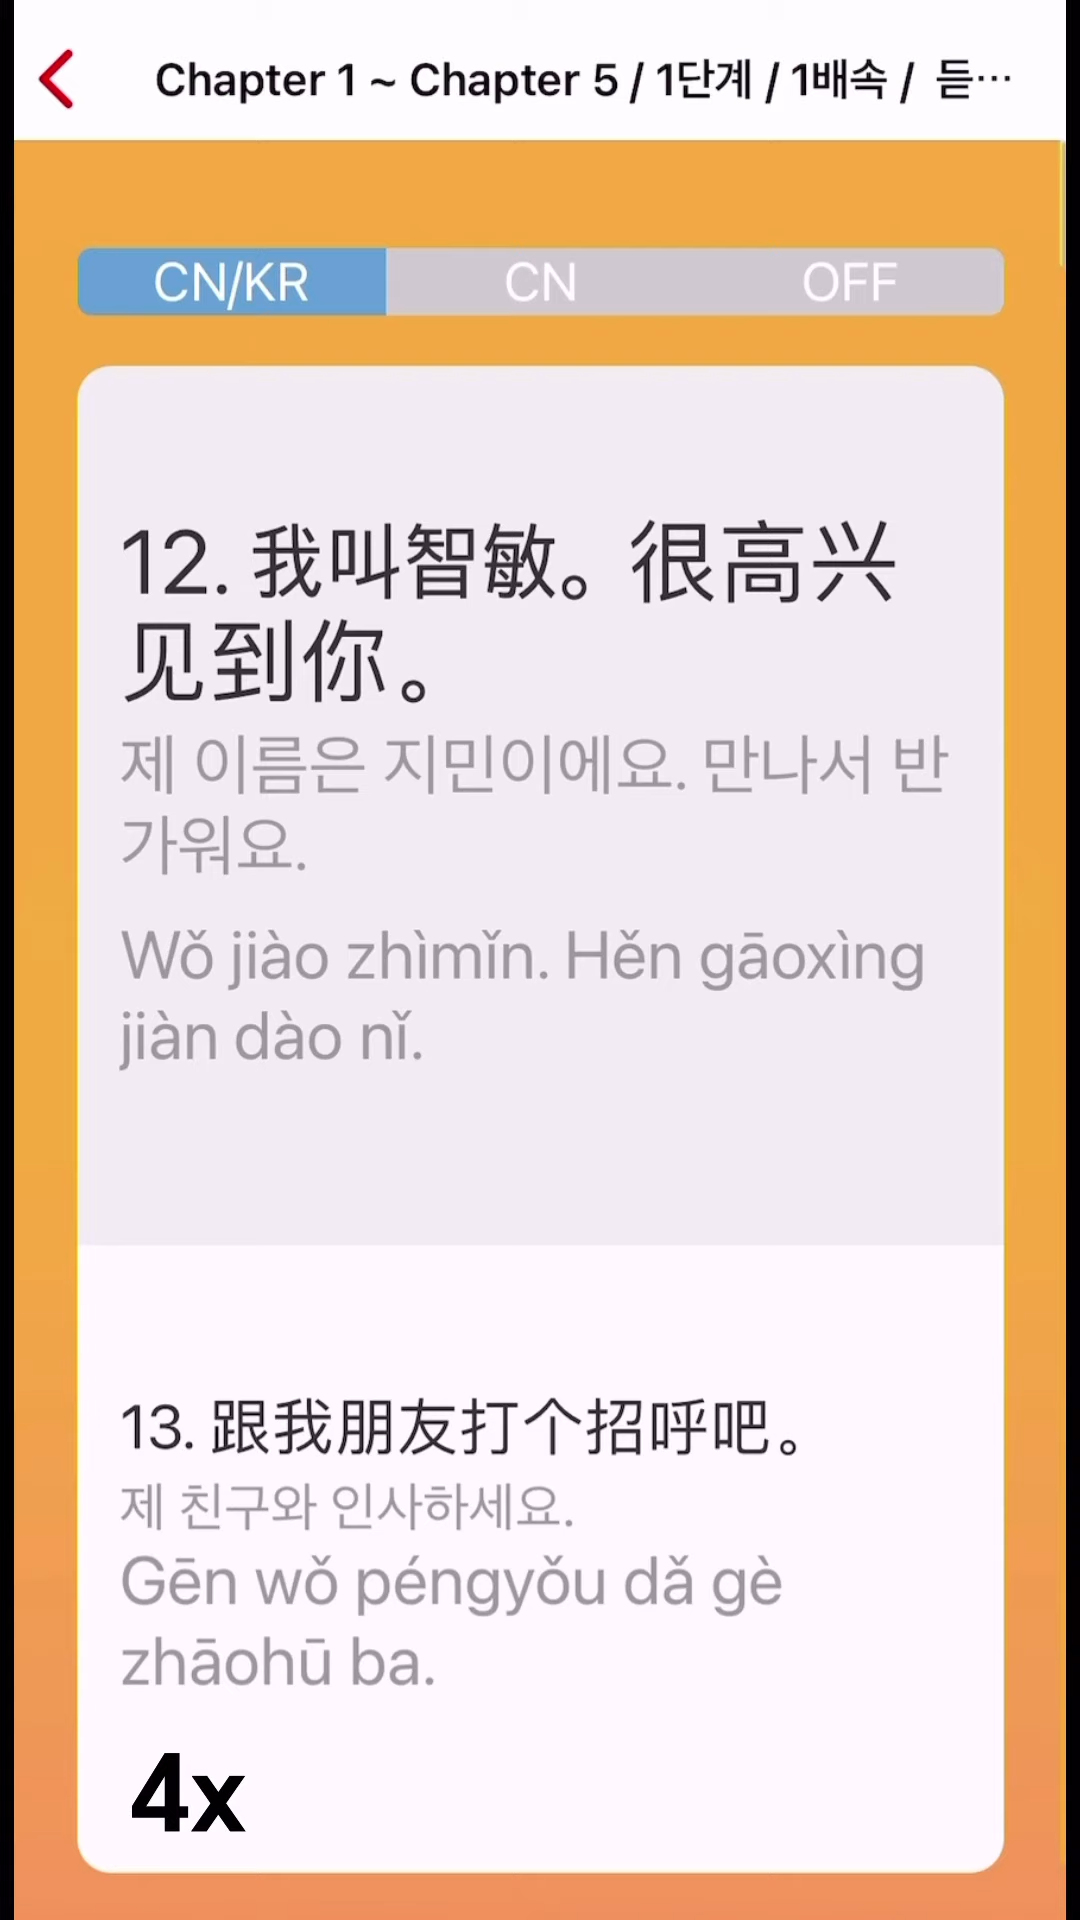 Chapter 1 ~ Chapter 5 / 1단계 / 1배속 / 듣…
CN/KR CN OFF
12. 我叫智敏。很高兴
见到你。
제 이름은 지민이에요. 만나서 반
가워요.
Wǒ jiào zhìmǐn. Hěn gāoxìng
jiàn dào nǐ.
13. 跟我朋友打个招呼吧。
제 친구와 인사하세요.
Gēn wǒ péngyǒu dǎ gè
zhāohū ba.
4x